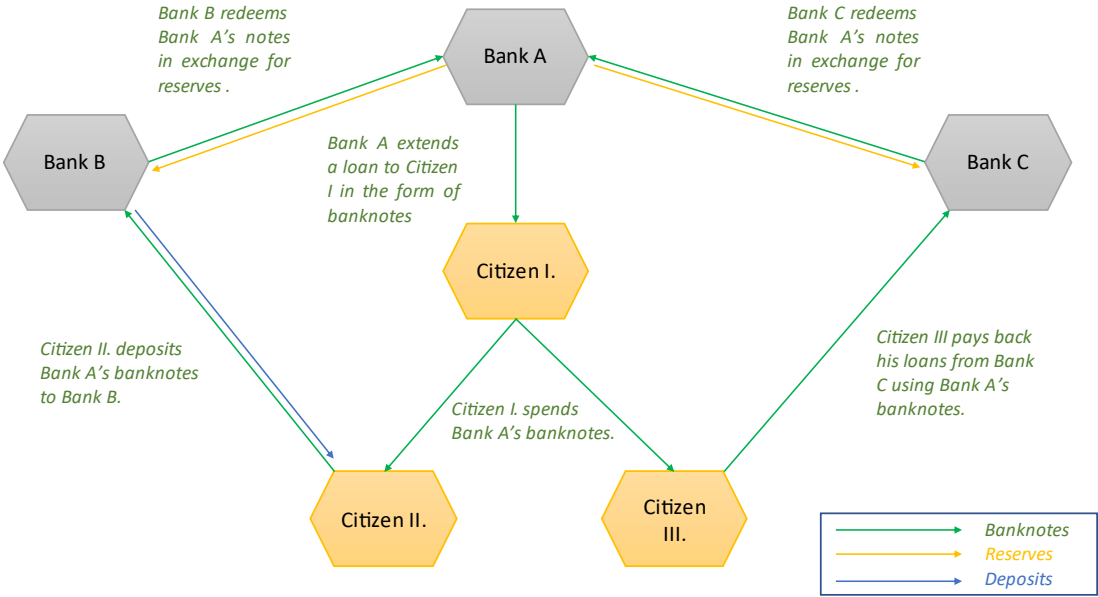 Bank B redeems
Bank A's notes
in exchange for
reserves .
Bank A
Bank C redeems
Bank A's notes
in exchange for
reserves .
Bank B
Bank A extends
a loan to Citizen
I in the form of
banknotes
Bank C
Citizen I.
Citizen II. deposits
Bank A's banknotes
to Bank B.
Citizen I. spends
Bank A's banknotes.
Citizen III pays back
his loans from Bank
C using Bank A's
banknotes.
Citizen II.
Citizen
III.
Banknotes
Reserves
Deposits